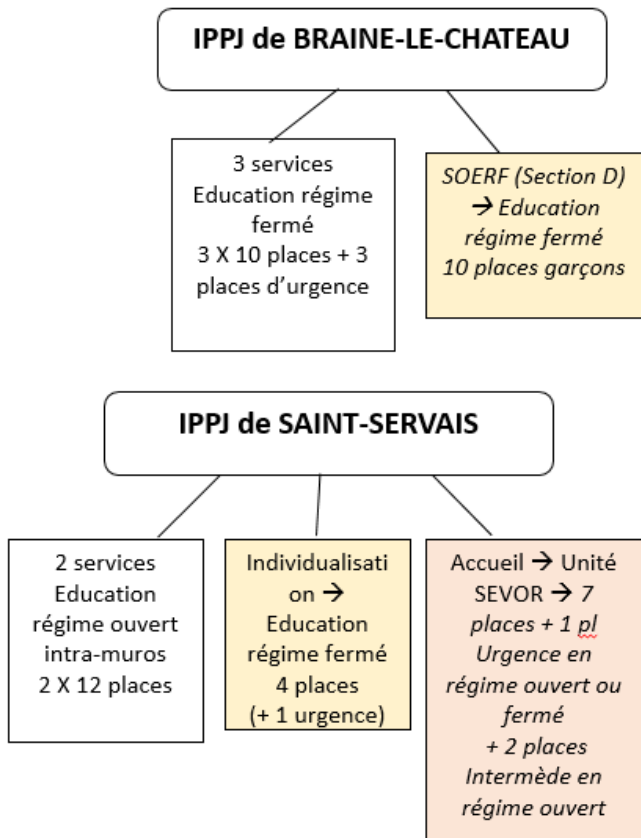 IPPJ de BRAINE-LE-CHATEAU
3 services
Education régime
fermé
3 X 10 places + 3
places d'urgence
SOERF (Section D)
→ Education
régime fermé
10 places garçons
IPPJ de SAINT-SERVAIS
2 services
Education
régime ouvert
intra-muros
2 X 12 places
Individualisati
on →
Education
régime fermé
4 places
(+ 1 urgence)
Accueil → Unité
SEVOR → 7
places + 1 pl
Urgence en
régime ouvert ou
fermé
+ 2 places
Intermède en
régime ouvert